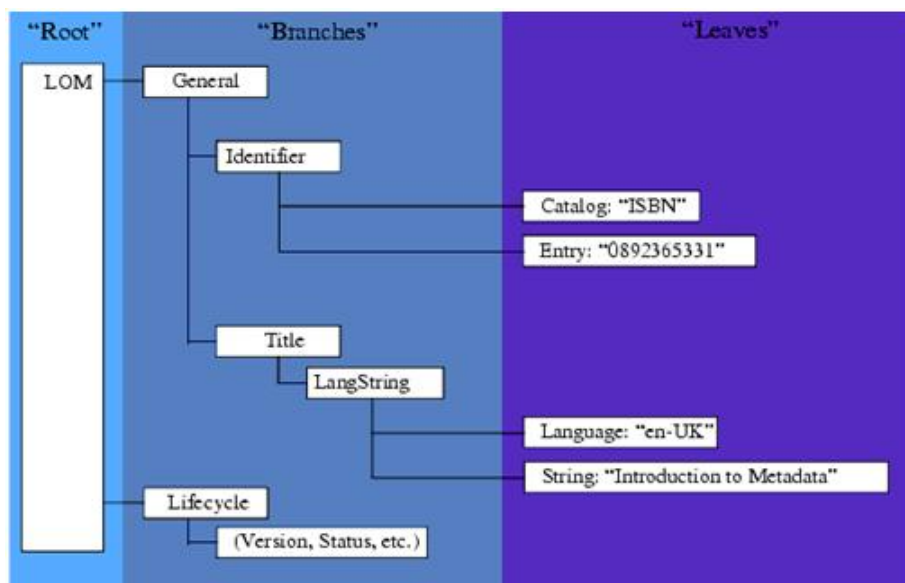 “Root”
“Branches”
“Leaves”
LOM
General
Identifier
Catalog: “ISBN”
Entry: “0892365331”
Title
LangString
Language: “en-UK”
String: “Introduction to Metadata”
Lifecycle
(Version, Status, etc.)